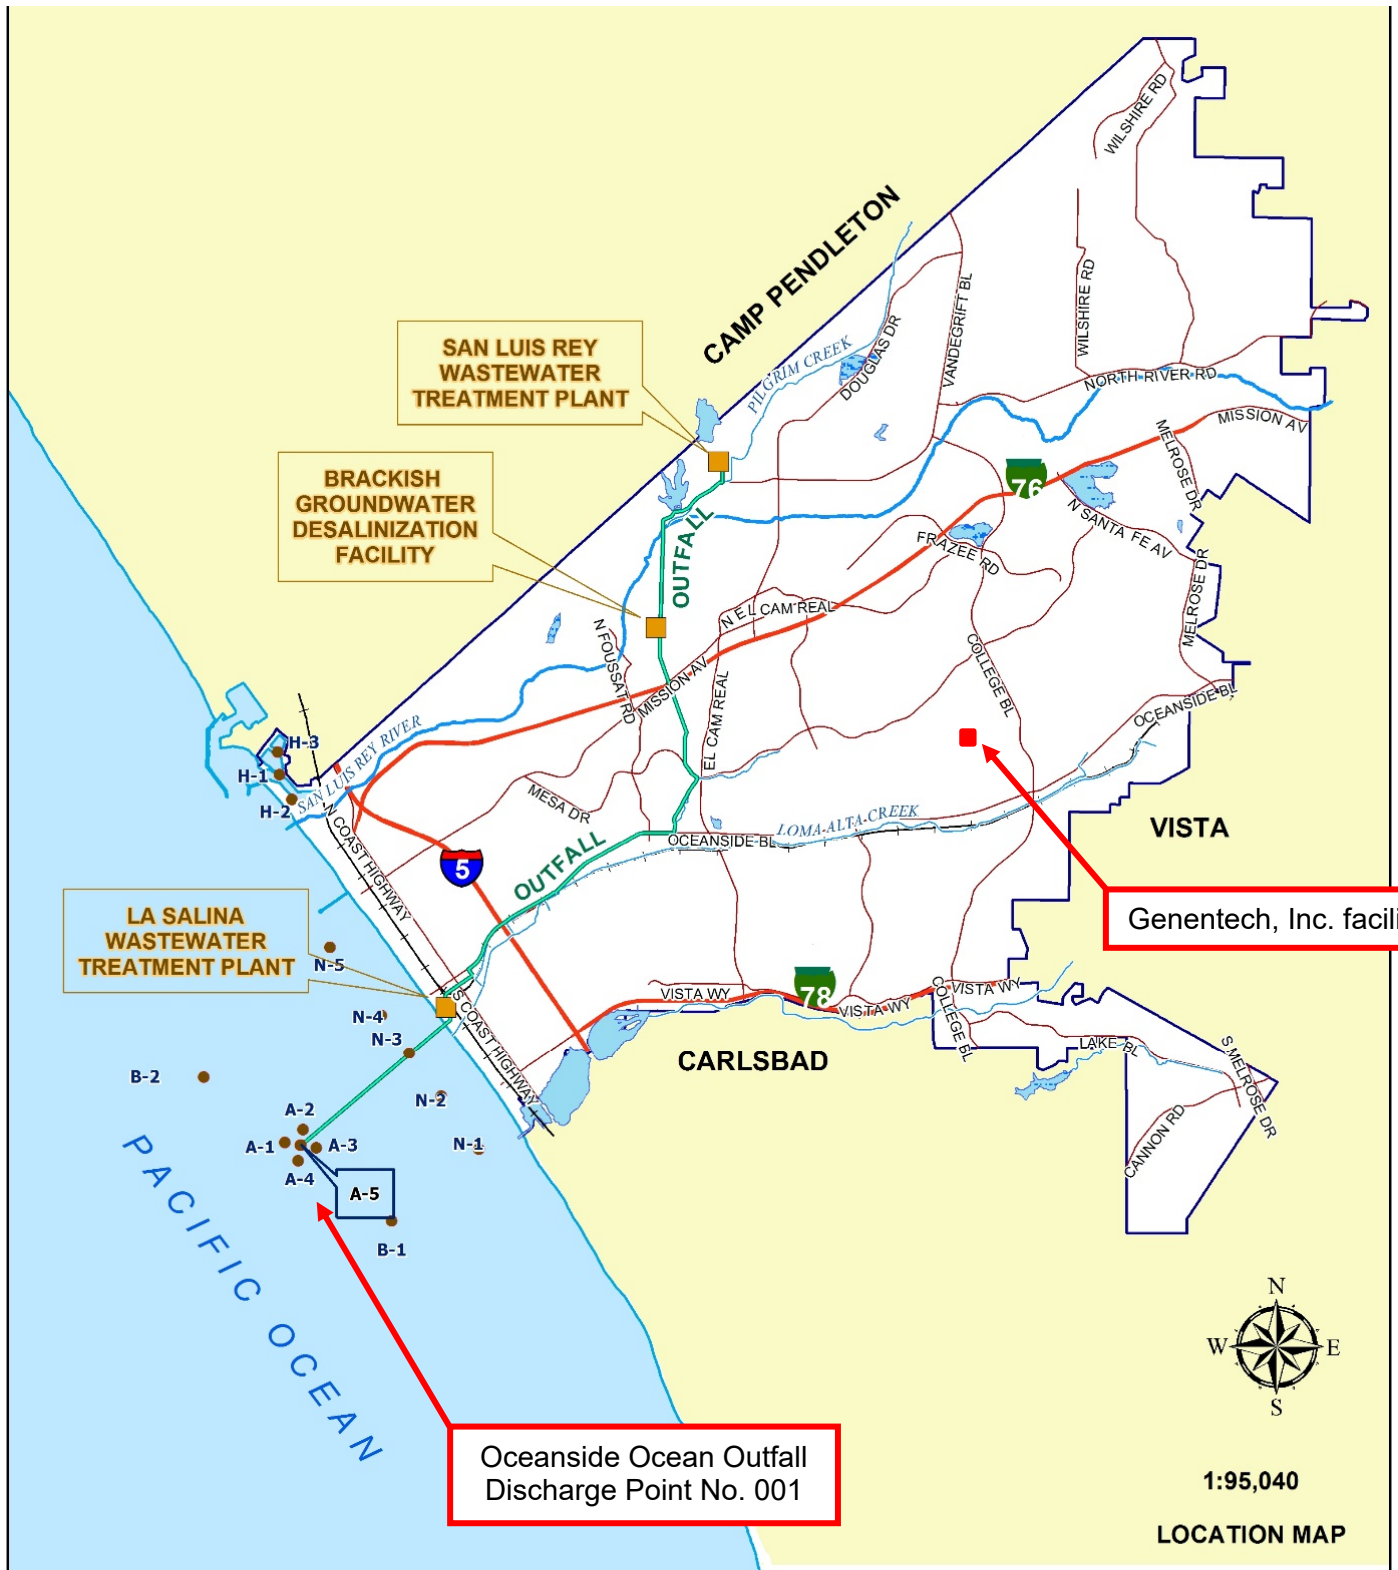 WILSHIRE RD
CAMP PENDLETON
SAN LUIS REY
WASTEWATER
TREATMENT PLANT
PILGRIM CREEK
DOUGLAS DR
VANDEGRIFT BL
WILSHIRE RD
NORTH RIVER RD
MISSION AV
MELROSE DR
76
N SANTA FE AV
FRAZEE RD
MELROSE DR
BRACKISH
GROUNDWATER
DESALINIZATION
FACILITY
OUTFALL
N EL CAM REAL
N FOUSSAT RD
MISSION AV
EL CAM REAL
COLLEGE BL
OCEANSIDE BL
H-3
H-1
H-2
SAN LUIS REY RIVER
N COAST HIGHWAY
MESA DR
5
OUTFALL
OCEANSIDE BL
LOMA-ALTA-CREEK
VISTA
Genentech, Inc. facili
LA SALINA
WASTEWATER
TREATMENT PLANT
N-5
N-4
N-3
S COAST HIGHWAY
VISTA WY
78
VISTA WY
VISTA WY
COLLEGE BL
LAKE BL
S MELROSE DR
CANNON RD
CARLSBAD
B-2
N-2
A-2
A-1
A-3
N-1
A-4
A-5
B-1
PACIFIC OCEAN
N
W
E
S
Oceanside Ocean Outfall
Discharge Point No. 001
1:95,040
LOCATION MAP